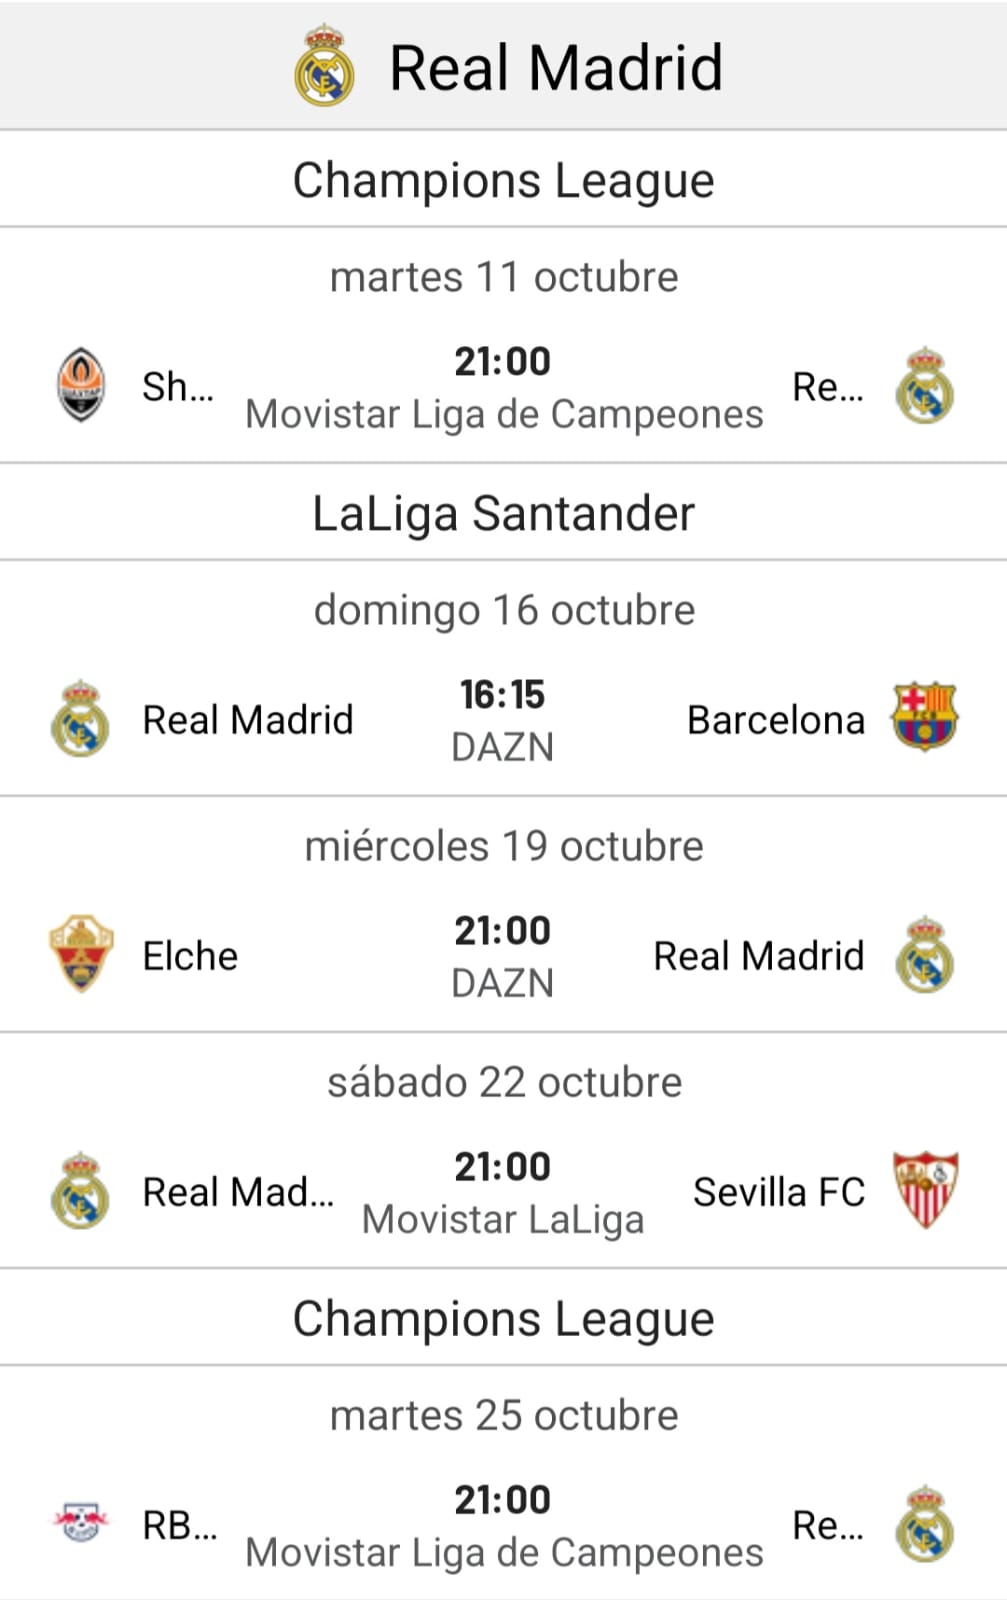 Real Madrid
Champions League
martes 11 octubre
Sh...
21:00
Movistar Liga de Campeones
Re...
LaLiga Santander
domingo 16 octubre
Real Madrid
16:15
DAZN
Barcelona
miércoles 19 octubre
Elche
21:00
DAZN
Real Madrid
sábado 22 octubre
Real Mad...
21:00
Movistar LaLiga
Sevilla FC
Champions League
martes 25 octubre
RB...
21:00
Movistar Liga de Campeones
Re...